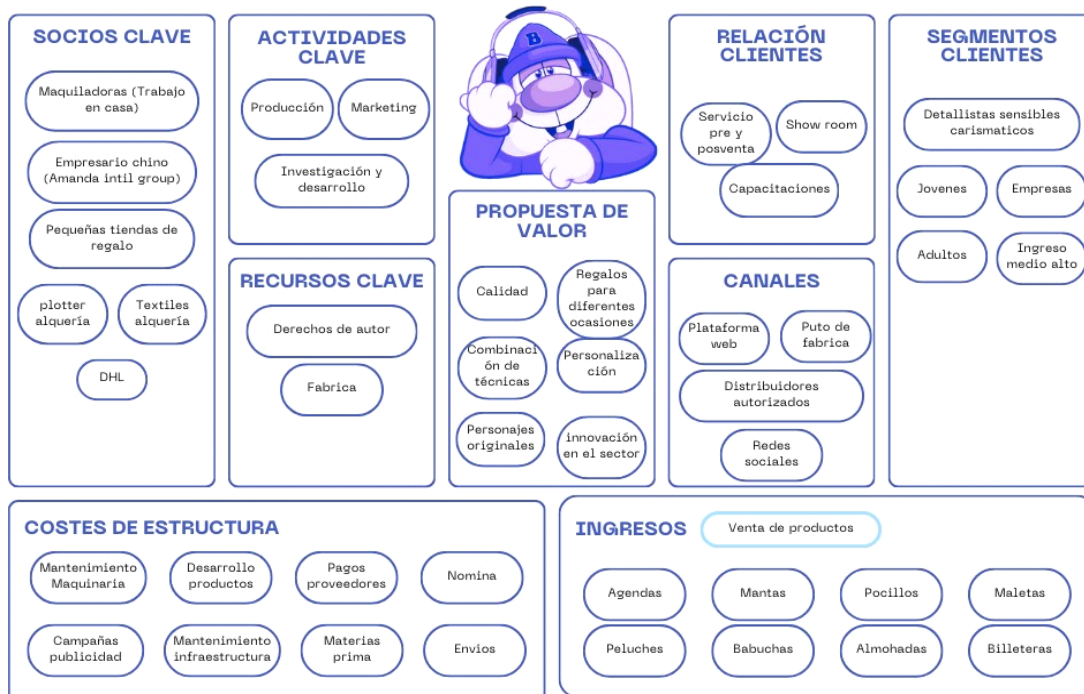 SOCIOS CLAVE
Maquiladoras (Trabajo
en casa)
Empresario chino
(Amanda intil group)
Pequeñas tiendas de
regalo
plotter
alquería
Textiles
alquería
DHL
ACTIVIDADES
CLAVE
Producción
Marketing
Investigación y
desarrollo
RECURSOS CLAVE
Derechos de autor
Fabrica
B
PROPUESTA DE
VALOR
Calidad
Regalos
para
diferentes
ocasiones
Combinaci
ón de
técnicas
Personaliza
ción
Personajes
originales
innovación
en el sector
RELACIÓN
CLIENTES
Servicio
pre y
posventa
Show room
Capacitaciones
CANALES
Plataforma
web
Puto de
fabrica
Distribuidores
autorizados
Redes
sociales
SEGMENTOS
CLIENTES
Detallistas sensibles
carismaticos
Jovenes
Empresas
Adultos
Ingreso
medio alto
COSTES DE ESTRUCTURA
Mantenimiento
Maquinaria
Desarrollo
productos
Pagos
proveedores
Nomina
Campañas
publicidad
Mantenimiento
infraestructura
Materias
prima
Envios
INGRESOS
Venta de productos
Agendas
Mantas
Pocillos
Maletas
Peluches
Babuchas
Almohadas
Billeteras